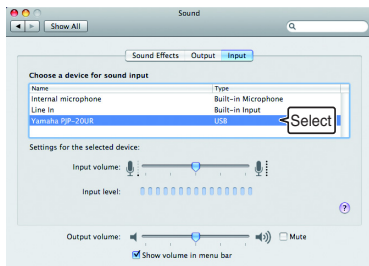 Sound
Show All
Sound Effects Output Input
Choose a device for sound input
Name Type
Internal microphone Built-in Microphone
Line In Built-in Input
Yamaha PJP-20UR USB
Select
Settings for the selected device:
Input volume:
Input level:
?
Output volume: Mute
Show volume in menu bar